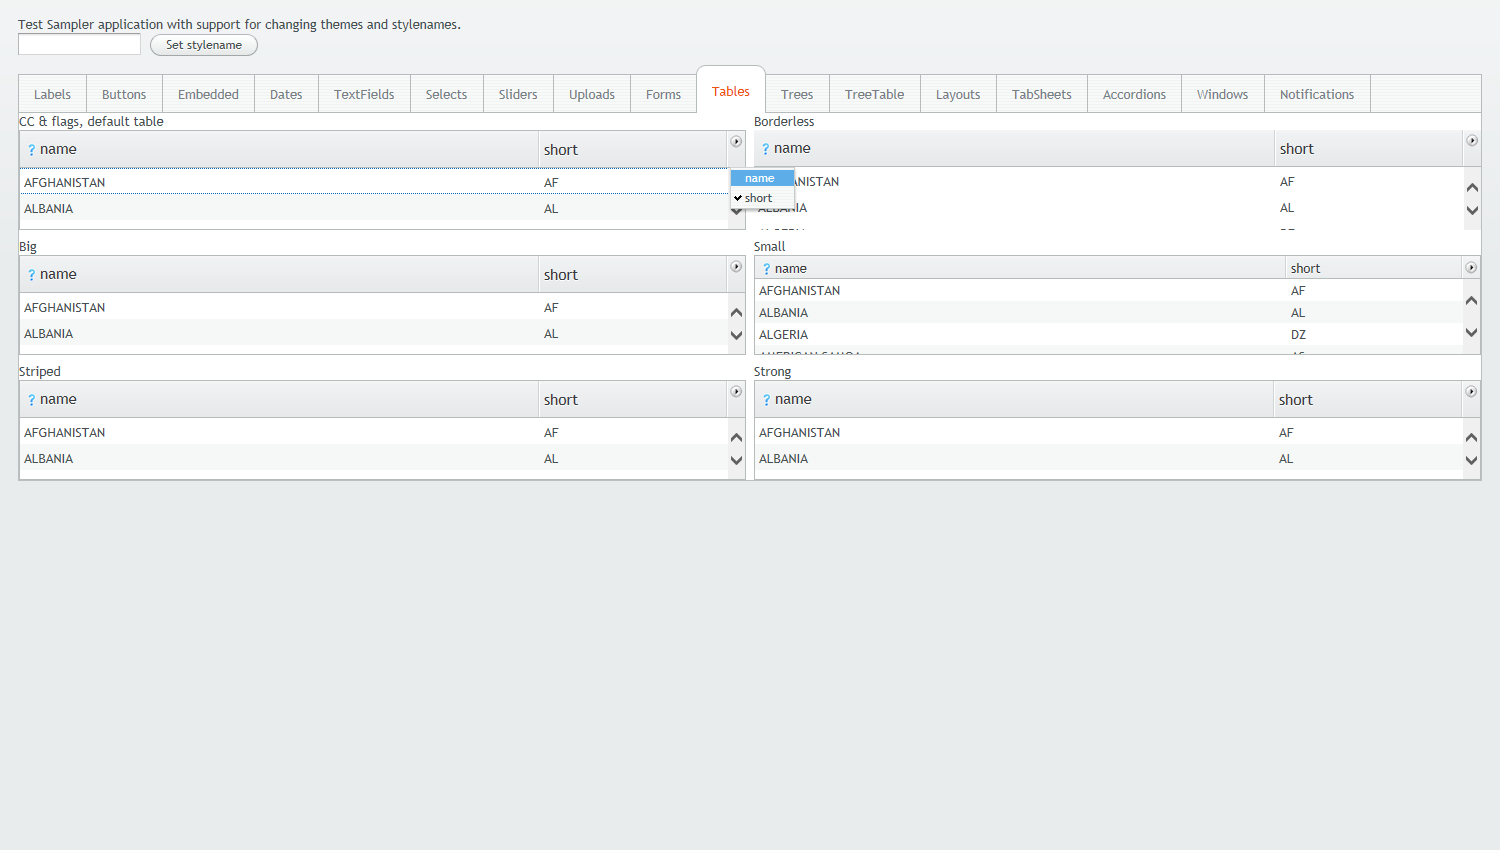 Test Sampler application with support for changing themes and stylenames.
Set stylename
Labels Buttons Embedded Dates TextFields Selects Sliders Uploads Forms Tables Trees TreeTable Layouts TabSheets Accordions Windows Notifications
CC & flags, default table
? name short
AFGHANISTAN AF
ALBANIA AL
name
short
Borderless
? name short
ANISTAN AF
ALBANIA AL
Big
? name short
AFGHANISTAN AF
ALBANIA AL
Small
? name short
AFGHANISTAN AF
ALBANIA AL
ALGERIA DZ
Striped
? name short
AFGHANISTAN AF
ALBANIA AL
Strong
? name short
AFGHANISTAN AF
ALBANIA AL